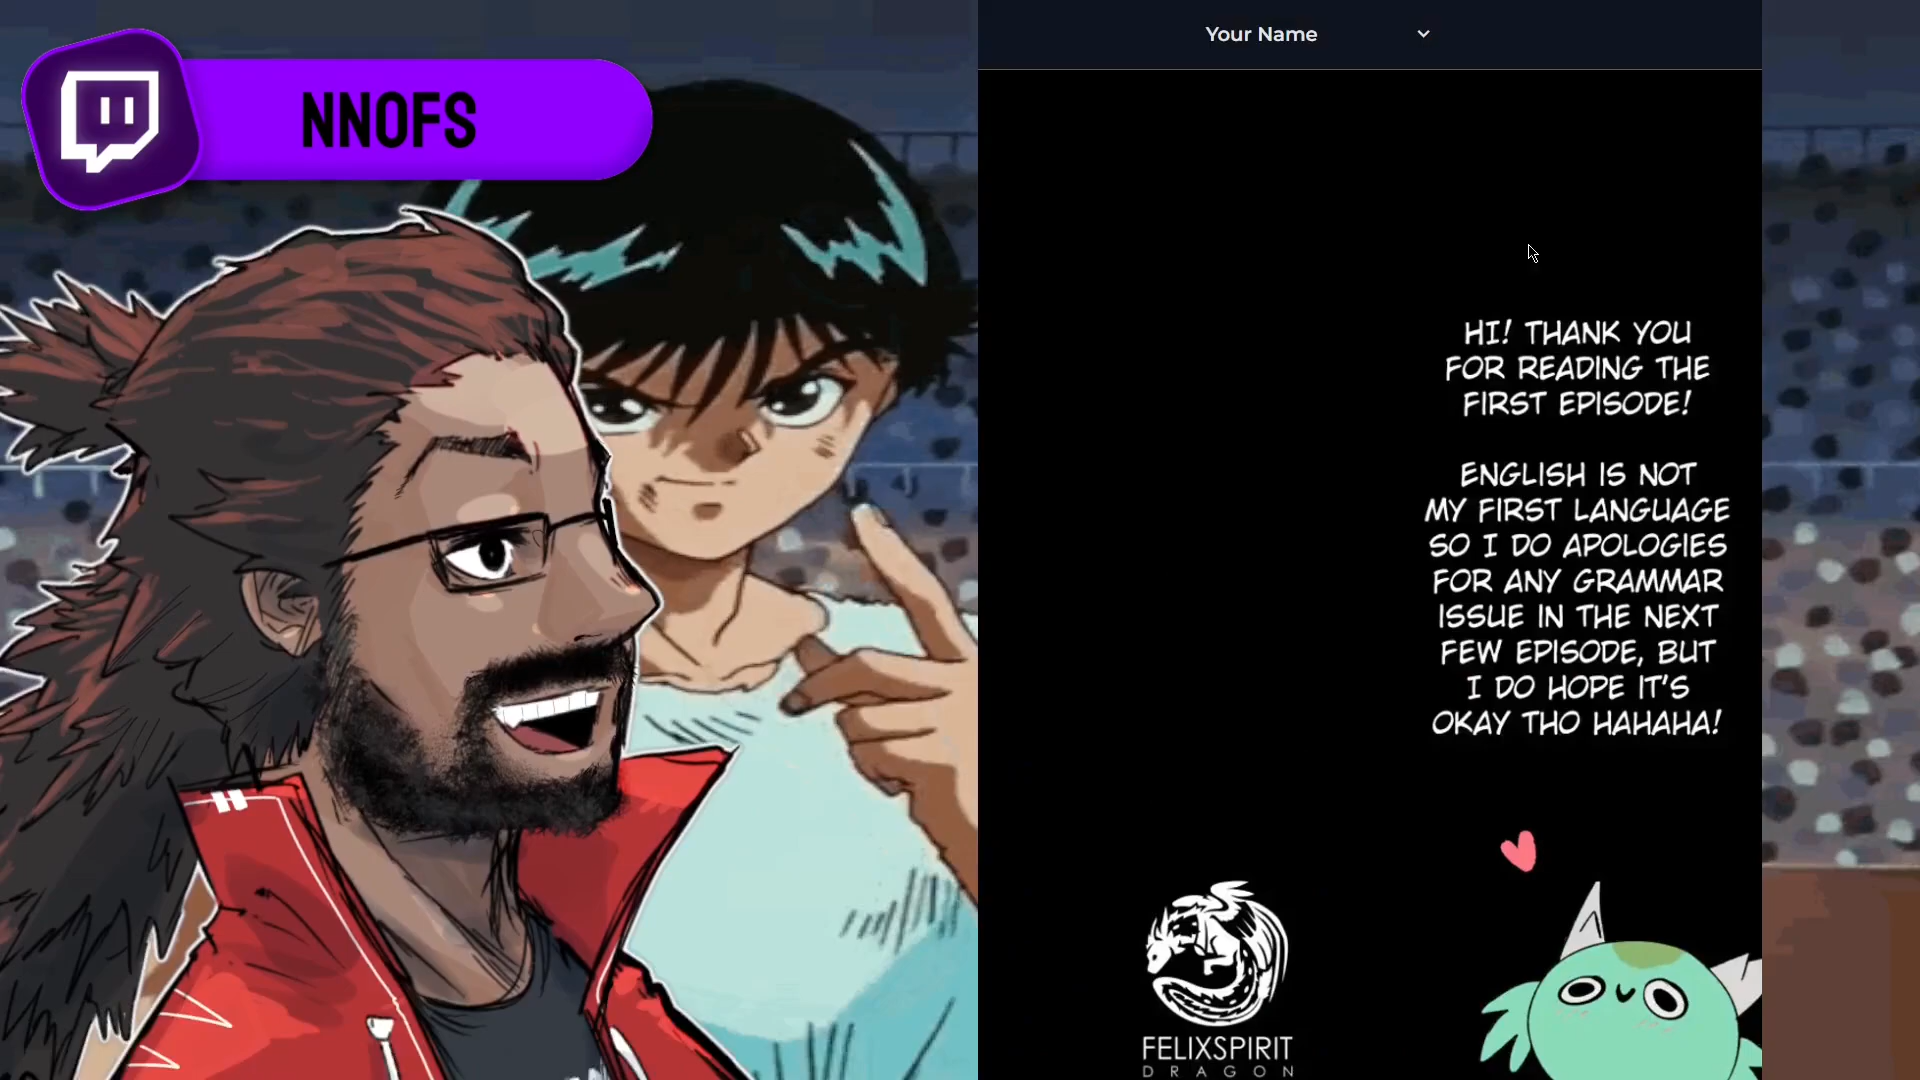 NNOFS
Your Name
HI! THANK YOU
FOR READING THE
FIRST EPISODE!
ENGLISH IS NOT
MY FIRST LANGUAGE
SO I DO APOLOGIES
FOR ANY GRAMMAR
ISSUE IN THE NEXT
FEW EPISODE, BUT
I DO HOPE IT'S
OKAY THO HAHAHA!
FELIXSPIRIT
DRAGON